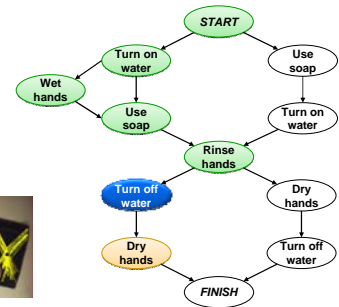 START
Turn on
water
Use
soap
Wet
hands
Use
soap
Turn on
water
Rinse
hands
Turn off
water
Dry
hands
Dry
hands
Turn off
water
FINISH